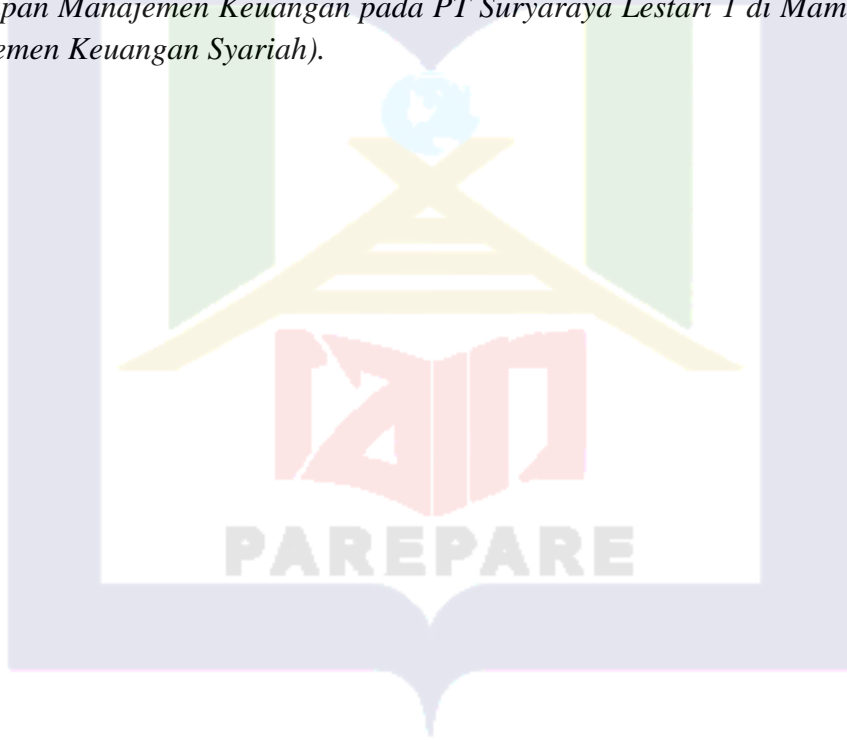 pan Manajemen Keuangan pada PT Suryaraya Lestari 1 di Mam
emen Keuangan Syariah).
PAREPARE